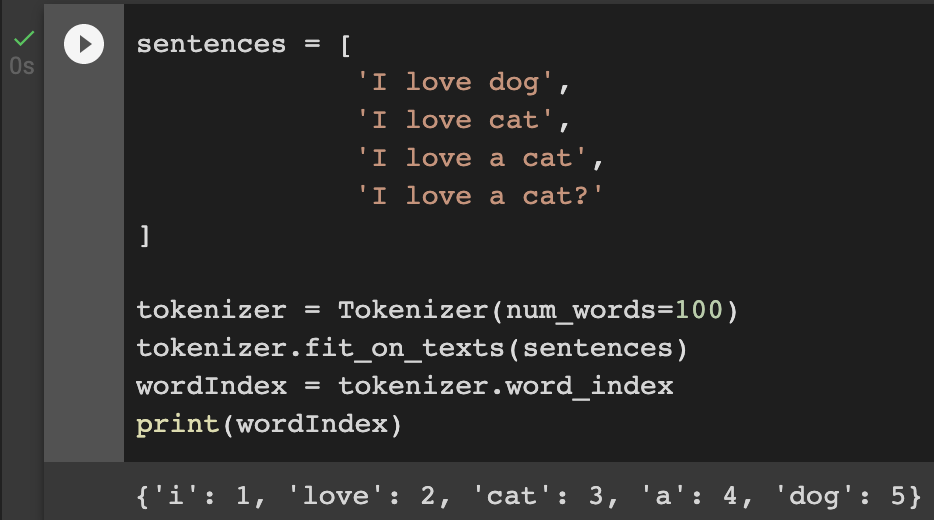 0s
sentences = [
'I love dog',
'I love cat',
'I love a cat',
'I love a cat?'
]
tokenizer = Tokenizer(num_words=100)
tokenizer.fit_on_texts(sentences)
wordIndex = tokenizer.word_index
print(wordIndex)
{'i': 1, 'love': 2, 'cat': 3, 'a': 4, 'dog': 5}